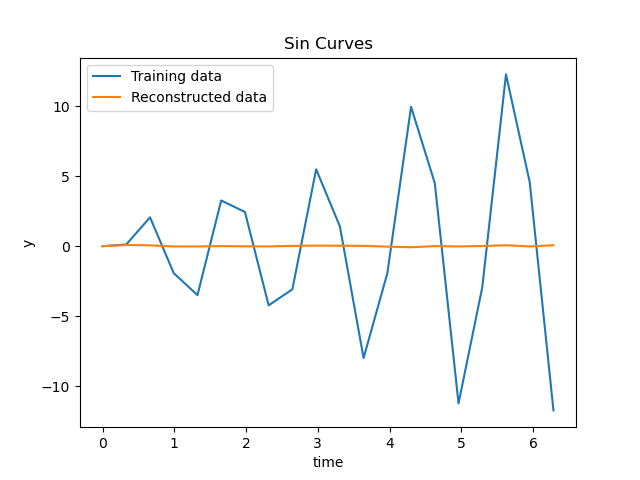 Sin Curves
Training data
Reconstructed data
y
10
5
0
−5
−10
0 1 2 3 4 5 6
time